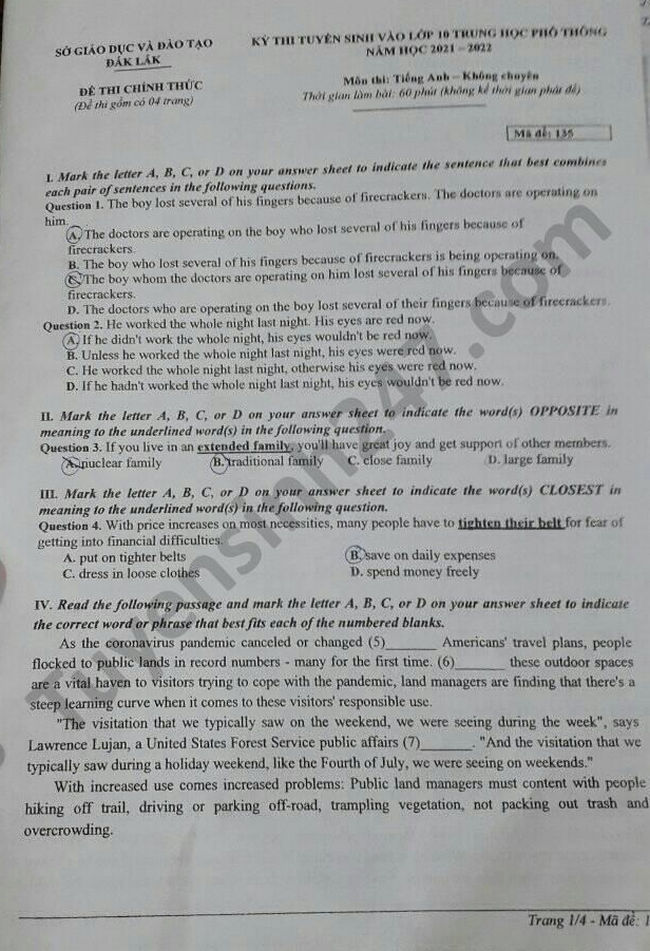 SỞ GIÁO DỤC VÀ ĐÀO TẠO
ĐẮK LẮK
ĐỀ THI CHÍNH THỨC
(Đề thi gồm có 04 trang)
KỲ THI TUYỂN SINH VÀO LỚP 10 TRUNG HỌC PHỔ THÔNG
NĂM HỌC 2021 – 2022
Môn thi: Tiếng Anh – Không chuyên
Thời gian làm bài: 60 phút (không kể thời gian phát đề)
Mã đề: 135
I. Mark the letter A, B, C, or D on your answer sheet to indicate the sentence that best combines
each pair of sentences in the following questions.
Question 1. The boy lost several of his fingers because of firecrackers. The doctors are operating on
him.
A. The doctors are operating on the boy who lost several of his fingers because of
firecrackers.
B. The boy who lost several of his fingers because of firecrackers is being operating on.
C. The boy whom the doctors are operating on him lost several of his fingers because of
firecrackers.
D. The doctors who are operating on the boy lost several of their fingers because of firecrackers.
Question 2. He worked the whole night last night. His eyes are red now.
A. If he didn't work the whole night, his eyes wouldn't be red now.
B. Unless he worked the whole night last night, his eyes were red now.
C. He worked the whole night last night, otherwise his eyes were red now.
D. If he hadn't worked the whole night last night, his eyes wouldn't be red now.
II. Mark the letter A, B, C, or D on your answer sheet to indicate the word(s) OPPOSITE in
meaning to the underlined word(s) in the following question.
Question 3. If you live in an extended family, you'll have great joy and get support of other members.
A. nuclear family B. traditional family C. close family D. large family
III. Mark the letter A, B, C, or D on your answer sheet to indicate the word(s) CLOSEST in
meaning to the underlined word(s) in the following question.
Question 4. With price increases on most necessities, many people have to tighten their belt for fear of
getting into financial difficulties.
A. put on tighter belts B. save on daily expenses
C. dress in loose clothes D. spend money freely
IV. Read the following passage and mark the letter A, B, C, or D on your answer sheet to indicate
the correct word or phrase that best fits each of the numbered blanks.
As the coronavirus pandemic canceled or changed (5)_______ Americans' travel plans, people
flocked to public lands in record numbers - many for the first time. (6)_______ these outdoor spaces
are a vital haven to visitors trying to cope with the pandemic, land managers are finding that there's a
steep learning curve when it comes to these visitors' responsible use.
"The visitation that we typically saw on the weekend, we were seeing during the week", says
Lawrence Lujan, a United States Forest Service public affairs (7)_______. "And the visitation that we
typically saw during a holiday weekend, like the Fourth of July, we were seeing on weekends."
With increased use comes increased problems: Public land managers must content with people
hiking off trail, driving or parking off-road, trampling vegetation, not packing out trash and
overcrowding.
Trang 1/4 - Mã đề: 1
Tuyensinh247.com